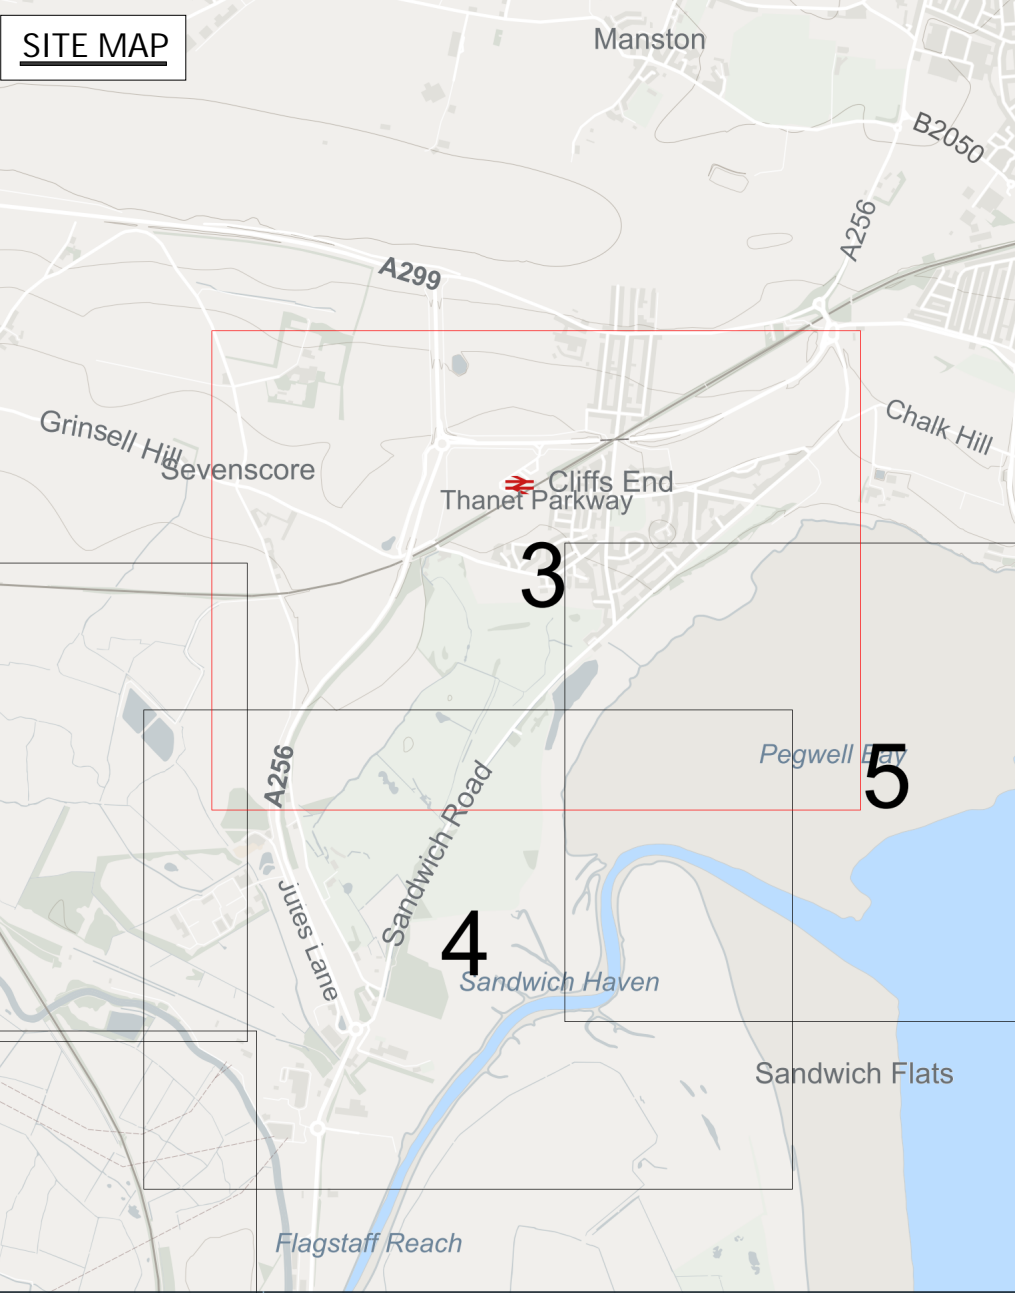 SITE MAP
Manston
B2050
A256
A299
Grinsell Hill
Sevenscore
Chalk Hill
Cliffs End
Thanet Parkway
3
Pegwell Bay
5
A256
Sandwich Road
Jutes Lane
4
Sandwich Haven
Sandwich Flats
Flagstaff Reach